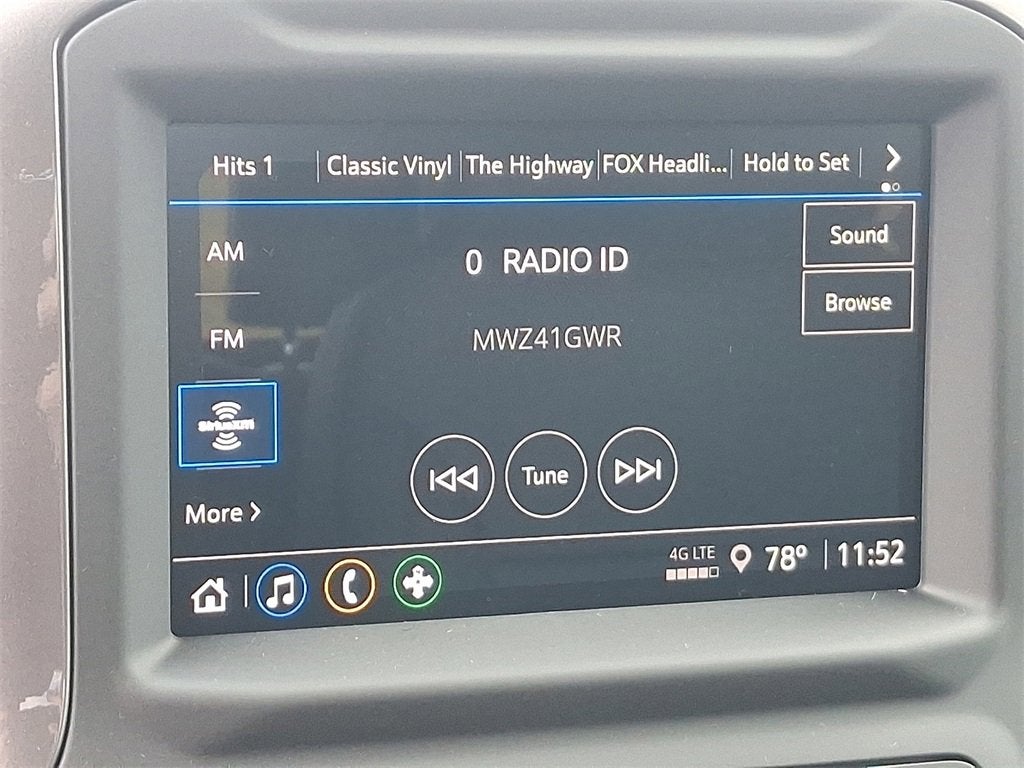 Hits 1
Classic Vinyl
The Highway
FOX Headli...
Hold to Set
AM
0 RADIO ID
Sound
Browse
FM
MWZ41GWR
SiriusXM
Tune
More
4G LTE
78°
11:52